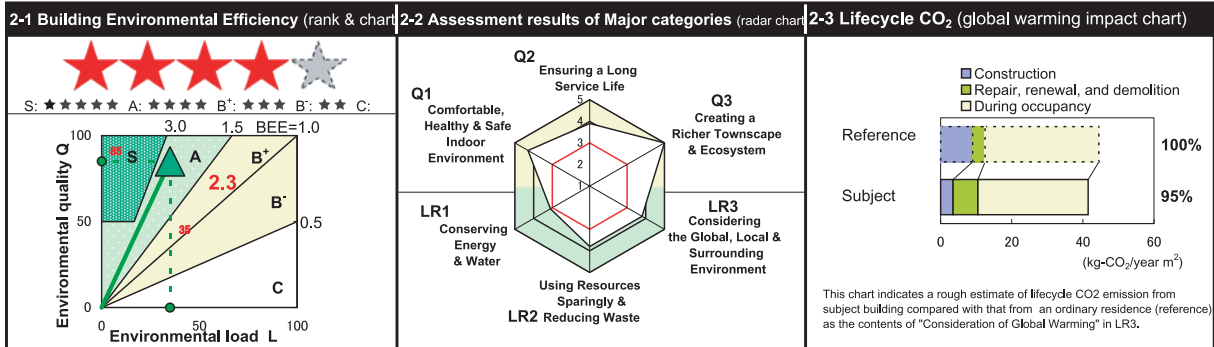 2-1 Building Environmental Efficiency (rank & chart
S: ★★★★★ A: ★★★★ B+: ★★★ B-: ★★ C:
3.0 1.5 BEE=1.0
100
85
S
A
B+
2.3
B-
50
35
0.5
C
0
0 50 100
Environmental quality Q
Environmental load L
2-2 Assessment results of Major categories (radar chart
Q2
Ensuring a Long
Service Life
Q1
Comfortable,
Healthy & Safe
Indoor
Environment
Q3
Creating a
Richer Townscape
& Ecosystem
5
4
3
2
1
LR1
Conserving
Energy
& Water
LR3
Considering
the Global, Local &
Surrounding
Environment
Using Resources
Sparingly &
LR2 Reducing Waste
2-3 Lifecycle CO2 (global warming impact chart)
Construction
Repair, renewal, and demolition
During occupancy
Reference 100%
Subject 95%
0 20 40 60
(kg-CO2/year m2)
This chart indicates a rough estimate of lifecycle CO2 emission from
subject building compared with that from an ordinary residence (reference)
as the contents of "Consideration of Global Warming" in LR3.